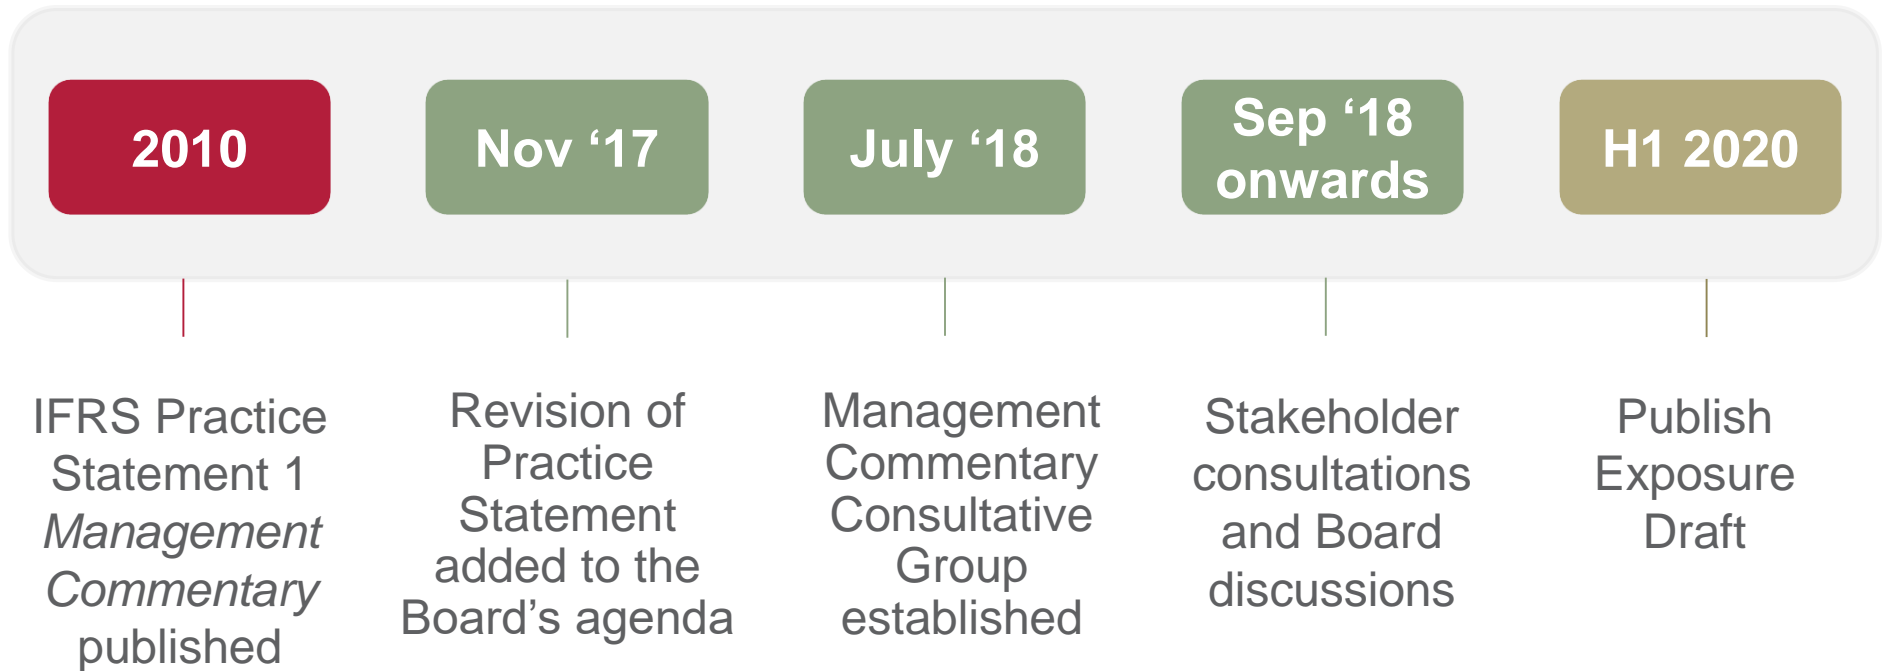 2010
Nov ‘17
July ‘18
Sep ‘18
onwards
H1 2020
IFRS Practice
Statement 1
Management
Commentary
published
Revision of
Practice
Statement
added to the
Board’s agenda
Management
Commentary
Consultative
Group
established
Stakeholder
consultations
and Board
discussions
Publish
Exposure
Draft